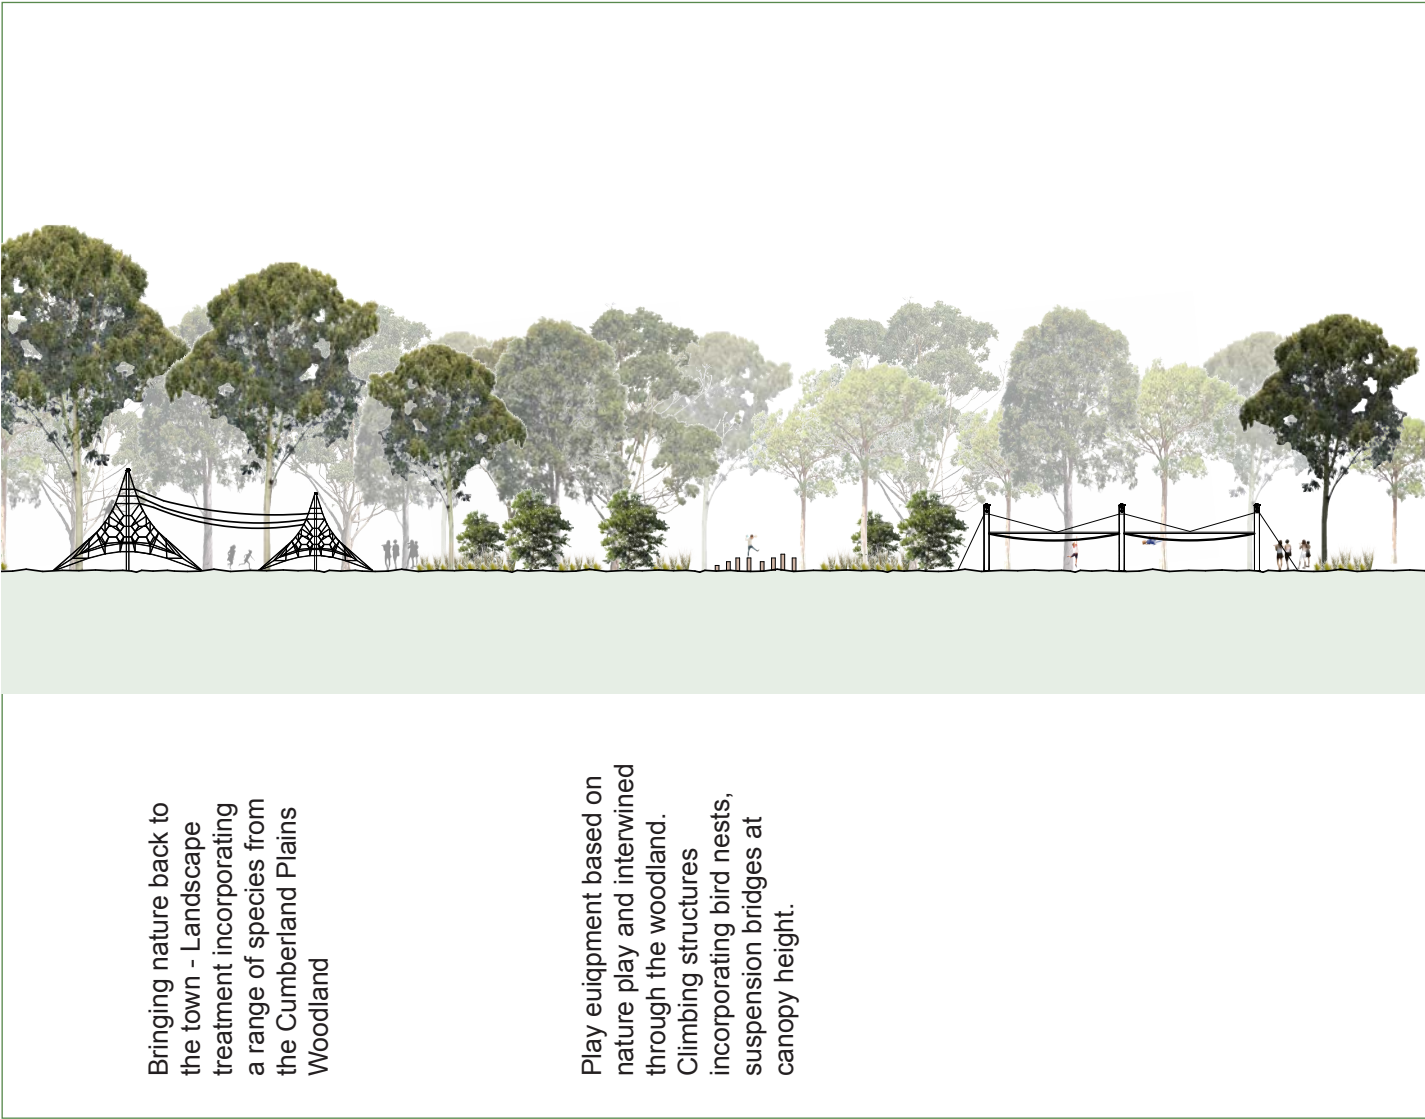 Bringing nature back to
the town - Landscape
treatment incorporating
a range of species from
the Cumberland Plains
Woodland
Play euiqpment based on
nature play and interwined
through the woodland.
Climbing structures
incorporating bird nests,
suspension bridges at
canopy height.